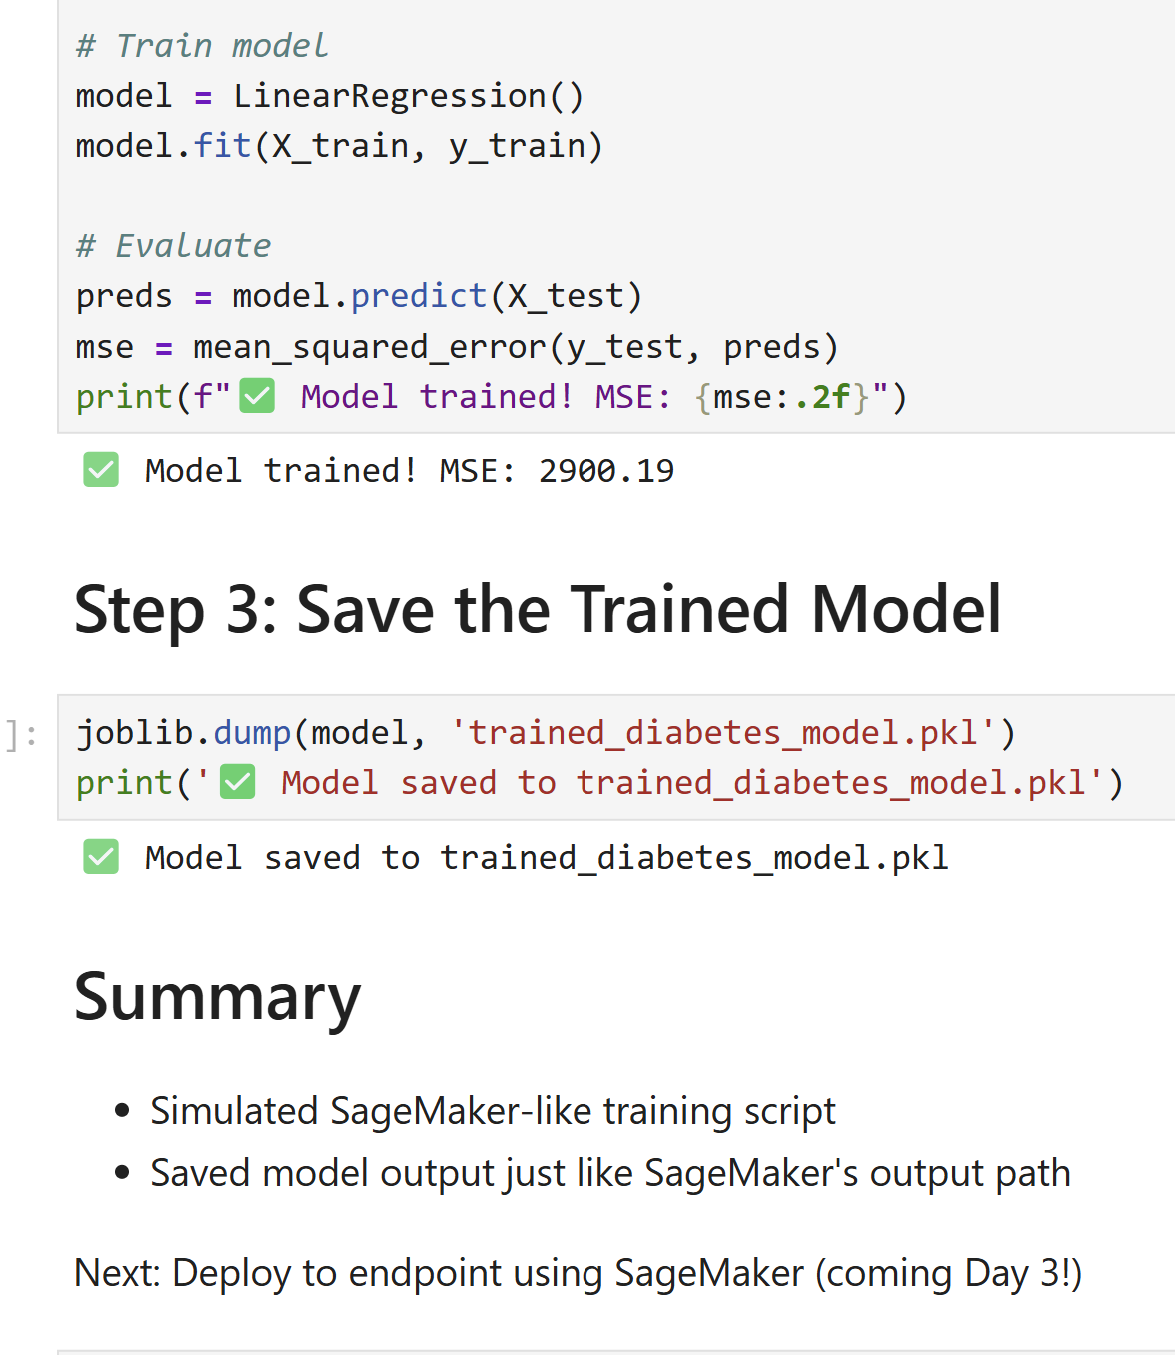 # Train model
model = LinearRegression()
model.fit(X_train, y_train)
# Evaluate
preds = model.predict(X_test)
mse = mean_squared_error(y_test, preds)
print(f"✅ Model trained! MSE: {mse:.2f}")
✅ Model trained! MSE: 2900.19
Step 3: Save the Trained Model
]: joblib.dump(model, 'trained_diabetes_model.pkl')
print('✅ Model saved to trained_diabetes_model.pkl')
✅ Model saved to trained_diabetes_model.pkl
Summary
• Simulated SageMaker-like training script
• Saved model output just like SageMaker's output path
Next: Deploy to endpoint using SageMaker (coming Day 3!)